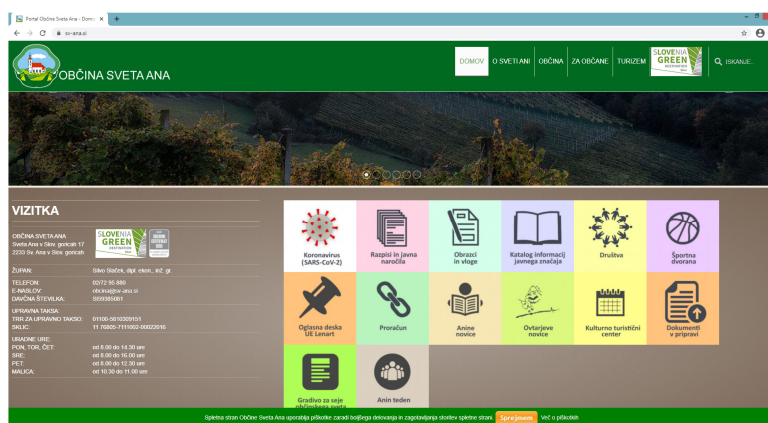 Portal Občine Sveta Ana - Domo
sv-ana.si
OBČINA SVETA ANA
DOMOV O SVETI ANI OBČINA ZA OBČANE TURIZEM
SLOVENIA
GREEN
DESTINATION
ISKANJE...
VIZITKA
OBČINA SVETA ANA
Sveta Ana v Slov. goricah 17
2233 Sv. Ana v Slov. goricah
SLOVENIA
GREEN
DESTINATION
ŽUPAN: Silvo Slaček, dipl. ekon., inž. gr.
TELEFON: 02/72 95 880
E-NASLOV: obcina@sv-ana.si
DAVČNA ŠTEVILKA: SI59385081
UPRAVNA TAKSA:
TRR ZA UPRAVNO TAKSO: 01100-5810309151
SKLIC: 11 76805-7111002-00022016
URADNE URE:
PON, TOR, ČET: od 8.00 do 14.30 ure
SRE: od 8.00 do 16.00 ure
PET: od 8.00 do 12.30 ure
MALICA: od 10.30 do 11.00 ure
Koronavirus
(SARS-CoV-2)
Razpisi in javna
naročila
Obrazci
in vloge
Katalog informacij
javnega značaja
Društva
Športna
dvorana
Oglasna deska
UE Lenart
Proračun
Anine
novice
Ovtarjeve
novice
Kulturno turistični
center
Dokumenti
v pripravi
Gradivo za seje
občinskega sveta
Anin teden
Spletna stran Občine Sveta Ana uporablja piškotke zaradi boljšega delovanja in zagotavljanja storitev spletne strani. Sprejmem Več o piškotkih